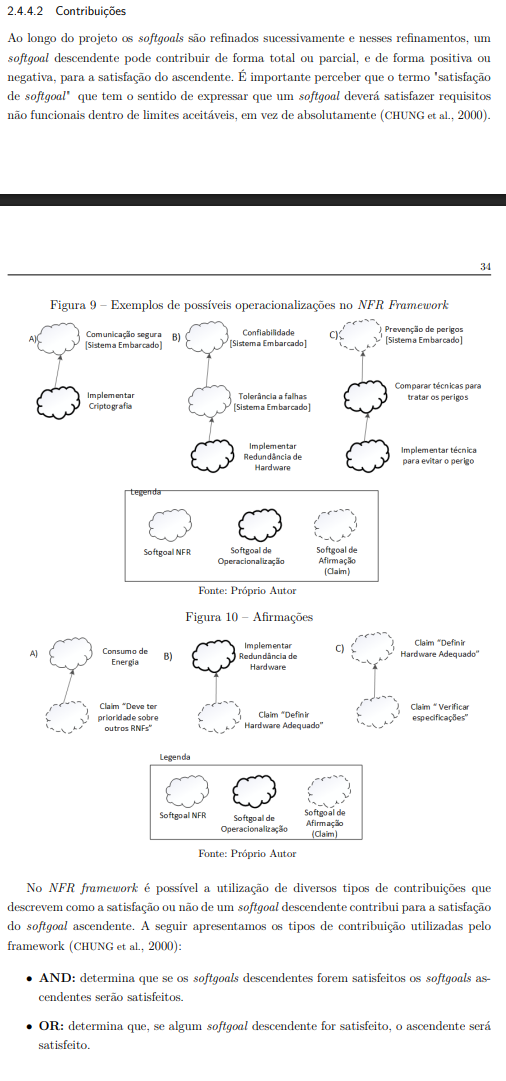 2.4.4.2 Contribuições
Ao longo do projeto os softgoals são refinados sucessivamente e nesses refinamentos, um
softgoal descendente pode contribuir de forma total ou parcial, e de forma positiva ou
negativa, para a satisfação do ascendente. É importante perceber que o termo "satisfação
de softgoal" que tem o sentido de expressar que um softgoal deverá satisfazer requisitos
não funcionais dentro de limites aceitáveis, em vez de absolutamente (CHUNG et al., 2000).
34
Figura 9 – Exemplos de possíveis operacionalizações no NFR Framework
A)
Comunicação segura
[Sistema Embarcado]
Implementar
Criptografia
B)
Confiabilidade
[Sistema Embarcado]
Tolerância a falhas
[Sistema Embarcado]
Implementar
Redundância de
Hardware
C)
Prevenção de perigos
[Sistema Embarcado]
Comparar técnicas para
tratar os perigos
Implementar técnica
para evitar o perigo
Legenda
Softgoal NFR
Softgoal de
Operacionalização
Softgoal de
Afirmação
(Claim)
Fonte: Próprio Autor
Figura 10 – Afirmações
A)
Consumo de
Energia
Claim "Deve ter
prioridade sobre
outros RNFs"
B)
Implementar
Redundância de
Hardware
Claim "Definir
Hardware Adequado"
C)
Claim "Definir
Hardware Adequado"
Claim " Verificar
especificações"
Legenda
Softgoal NFR
Softgoal de
Operacionalização
Softgoal de
Afirmação
(Claim)
Fonte: Próprio Autor
No NFR framework é possível a utilização de diversos tipos de contribuições que
descrevem como a satisfação ou não de um softgoal descendente contribui para a satisfação
do softgoal ascendente. A seguir apresentamos os tipos de contribuição utilizadas pelo
framework (CHUNG et al., 2000):
• AND: determina que se os softgoals descendentes forem satisfeitos os softgoals as-
cendentes serão satisfeitos.
• OR: determina que, se algum softgoal descendente for satisfeito, o ascendente será
satisfeito.